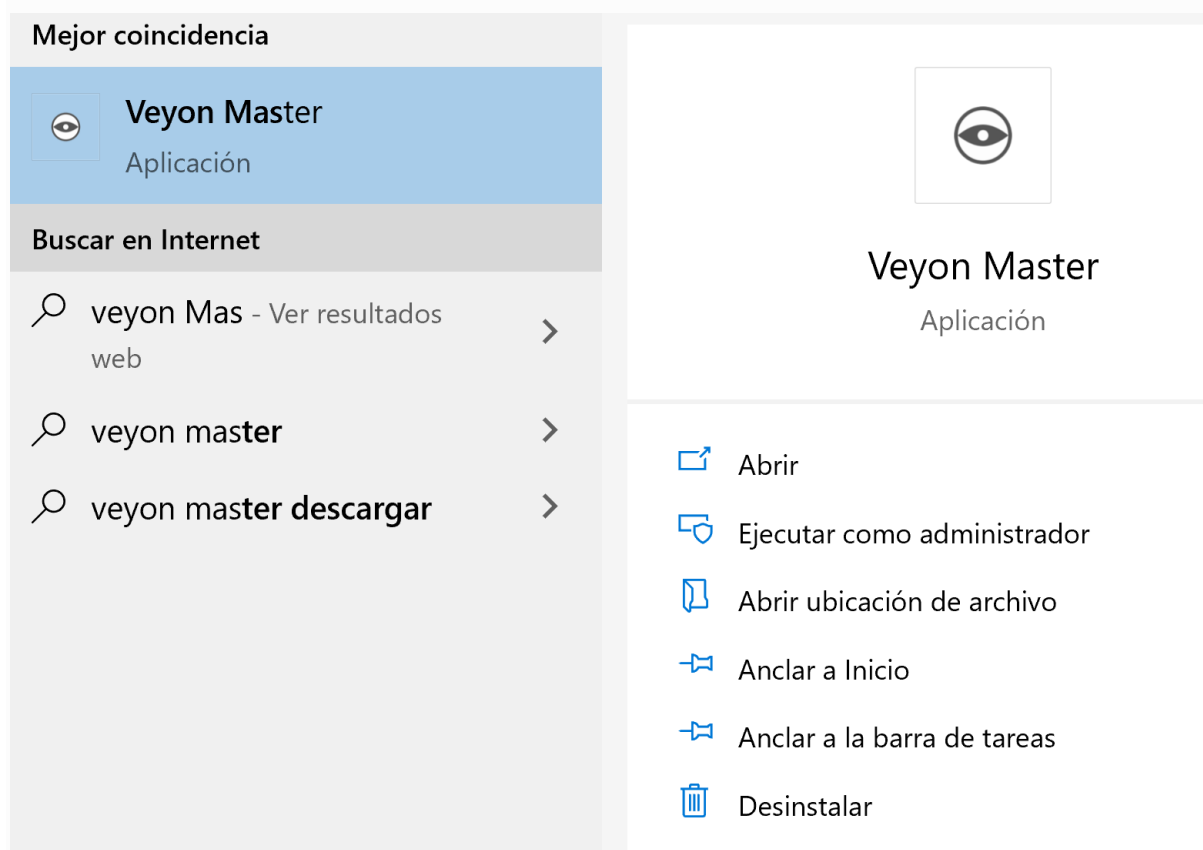 Mejor coincidencia
Veyon Master
Aplicación
Buscar en Internet
veyon Mas - Ver resultados
web
veyon master
veyon master descargar
Veyon Master
Aplicación
Abrir
Ejecutar como administrador
Abrir ubicación de archivo
Anclar a Inicio
Anclar a la barra de tareas
Desinstalar